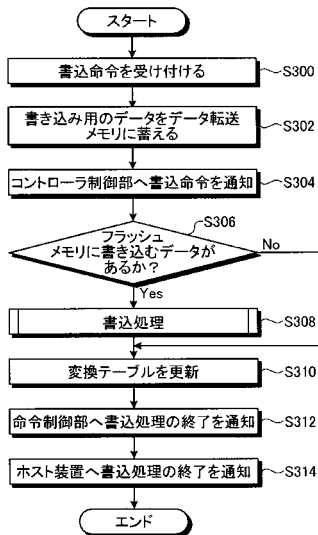 スタート
書込命令を受け付ける
S300
書き込み用のデータをデータ転送
メモリに蓄える
S302
コントローラ制御部へ書込命令を通知
S304
S306
フラッシュ
メモリに書き込むデータが
あるか？
No
Yes
書込処理
S308
変換テーブルを更新
S310
命令制御部へ書込処理の終了を通知
S312
ホスト装置へ書込処理の終了を通知
S314
エンド